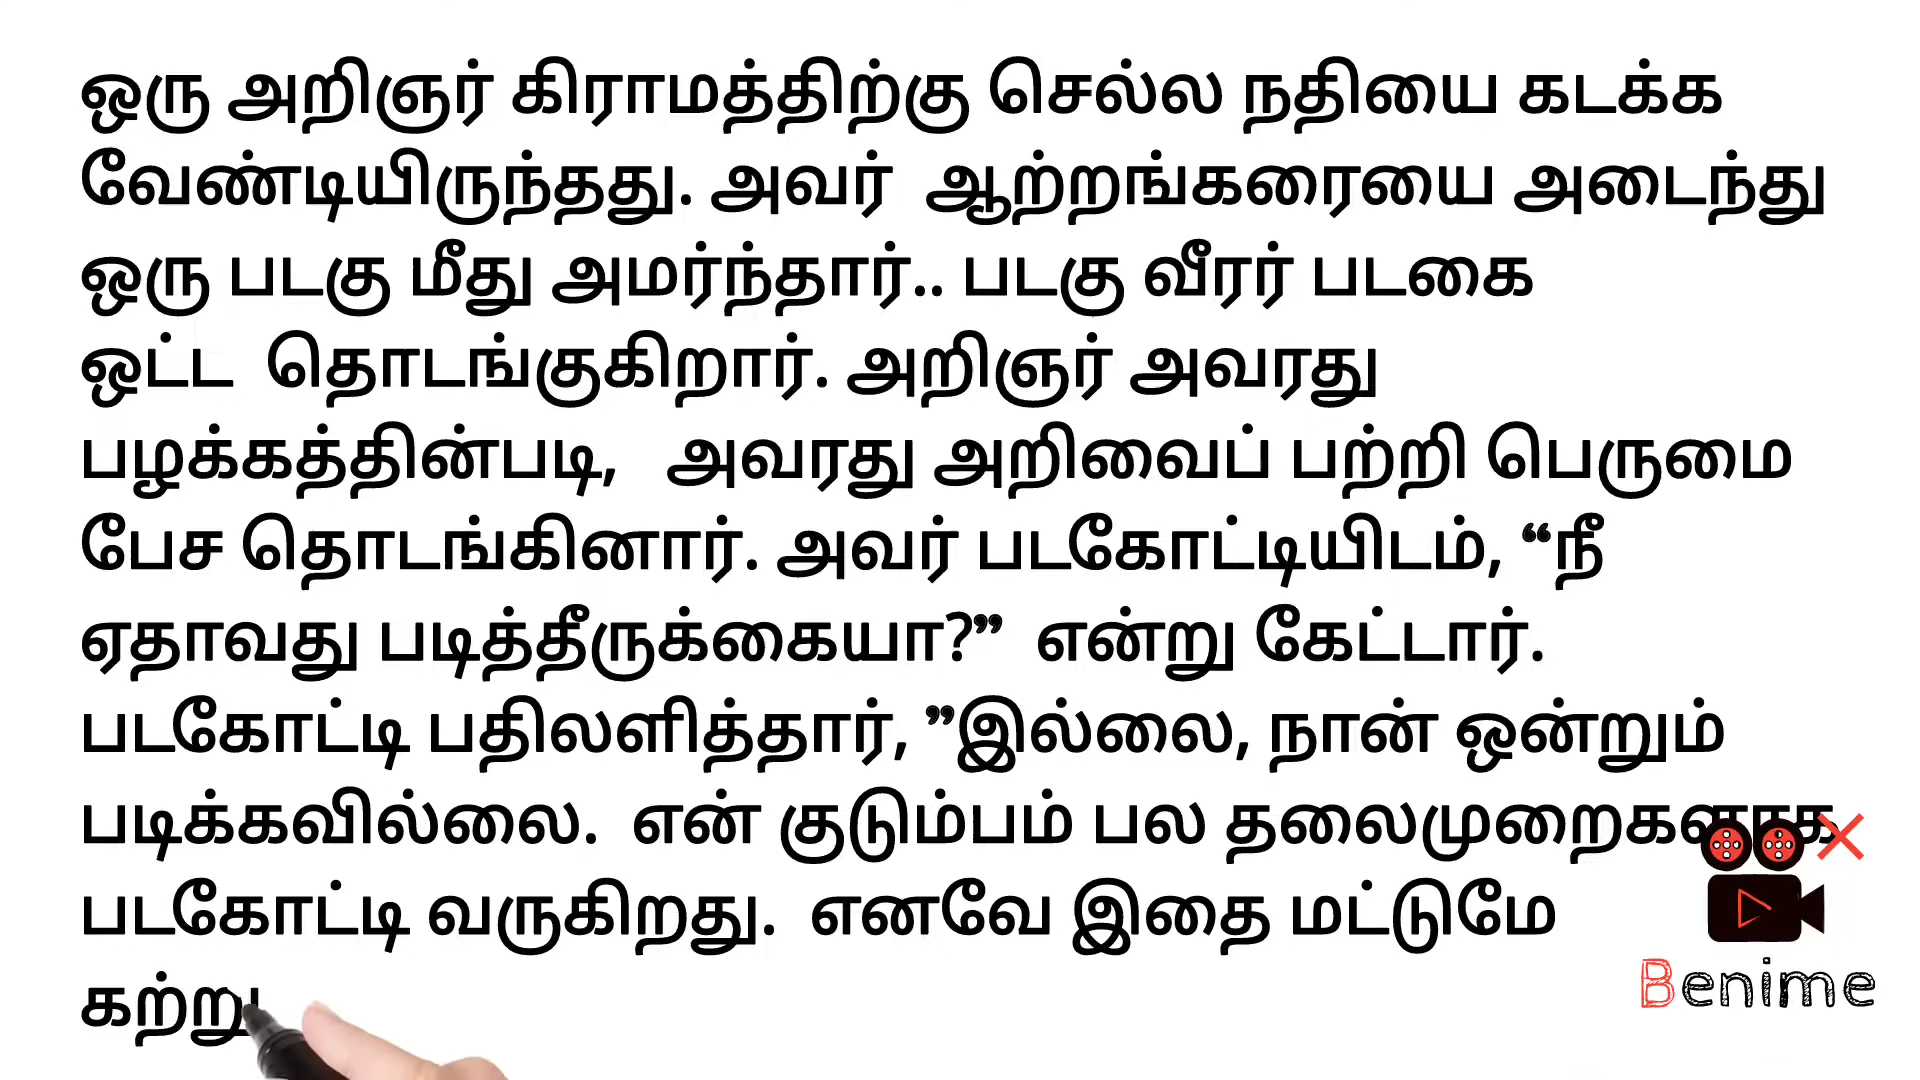 ஒரு அறிஞர் கிராமத்திற்கு செல்ல நதியை கடக்க
வேண்டியிருந்தது. அவர்  ஆற்றங்கரையை அடைந்து
ஒரு படகு மீது அமர்ந்தார்.. படகு வீரர் படகை
ஒட்ட  தொடங்குகிறார். அறிஞர் அவரது
பழக்கத்தின்படி,   அவரது அறிவைப் பற்றி பெருமை
பேச தொடங்கினார். அவர் படகோட்டியிடம், “நீ
ஏதாவது படித்தீருக்கையா?”  என்று கேட்டார்.
படகோட்டி பதிலளித்தார், ”இல்லை, நான் ஒன்றும்
படிக்கவில்லை.  என் குடும்பம் பல தலைமுறைகளாக
படகோட்டி வருகிறது.  எனவே இதை மட்டுமே
கற்று
Benime